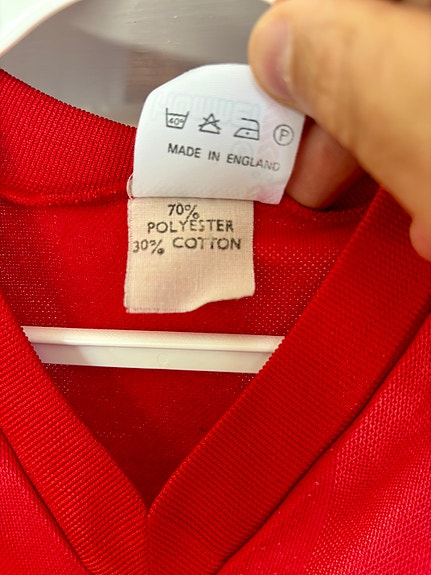 40°
P
MADE IN ENGLAND
70%
POLYESTER
30% COTTON